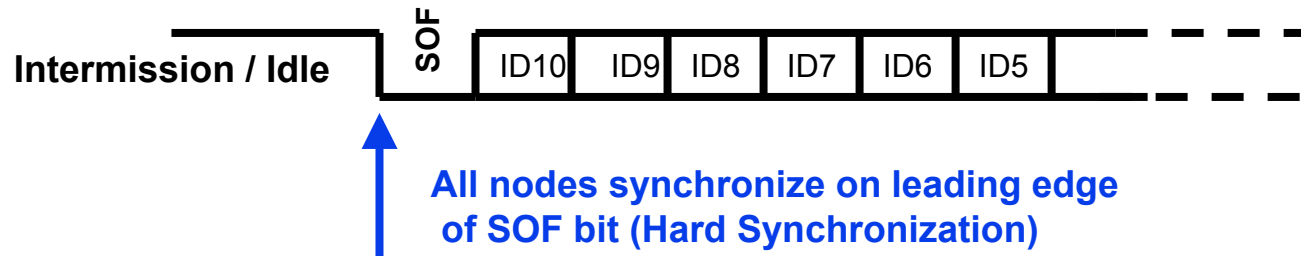 SOF
Intermission / Idle
ID10 ID9 ID8 ID7 ID6 ID5
All nodes synchronize on leading edge
of SOF bit (Hard Synchronization)